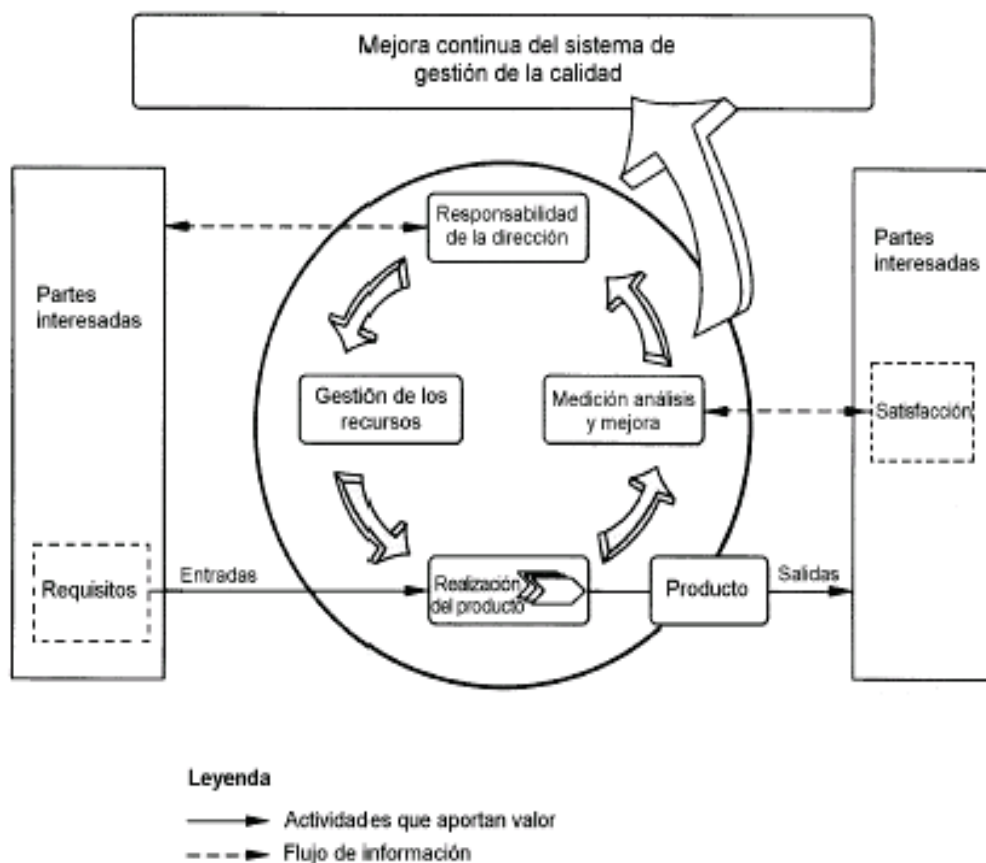 Mejora continua del sistema de
gestión de la calidad
Responsabilidad
de la dirección
Partes
interesadas
Partes
interesadas
Gestión de los
recursos
Medición análisis
y mejora
Satisfacción
Requisitos
Entradas
Realización
del producto
Producto
Salidas
Leyenda
Actividades que aportan valor
Flujo de información